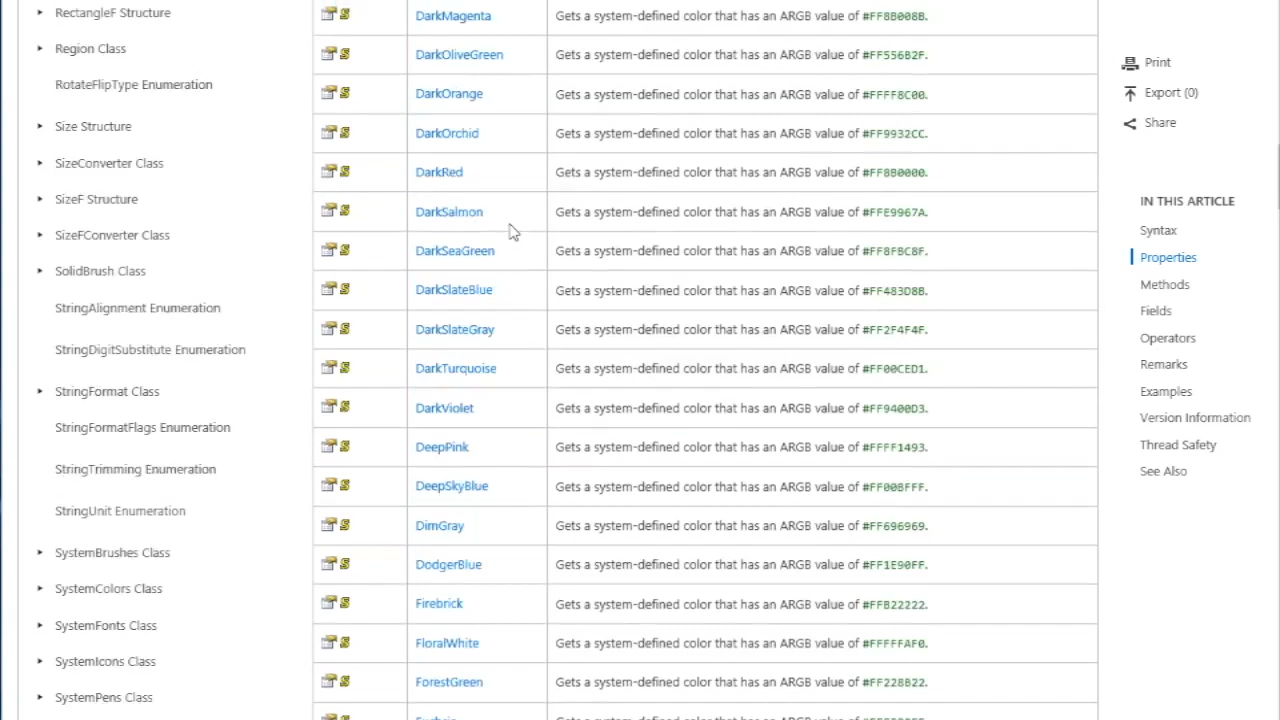 RectangleF Structure
Region Class
RotateFlipType Enumeration
Size Structure
SizeConverter Class
SizeF Structure
SizeFConverter Class
SolidBrush Class
StringAlignment Enumeration
StringDigitSubstitute Enumeration
StringFormat Class
StringFormatFlags Enumeration
StringTrimming Enumeration
StringUnit Enumeration
SystemBrushes Class
SystemColors Class
SystemFonts Class
SystemIcons Class
SystemPens Class
DarkMagenta Gets a system-defined color that has an ARGB value of #FF8B008B.
DarkOliveGreen Gets a system-defined color that has an ARGB value of #FF556B2F.
DarkOrange Gets a system-defined color that has an ARGB value of #FFFF8C00.
DarkOrchid Gets a system-defined color that has an ARGB value of #FF9932CC.
DarkRed Gets a system-defined color that has an ARGB value of #FF8B0000.
DarkSalmon Gets a system-defined color that has an ARGB value of #FFE9967A.
DarkSeaGreen Gets a system-defined color that has an ARGB value of #FF8FBC8F.
DarkSlateBlue Gets a system-defined color that has an ARGB value of #FF483D8B.
DarkSlateGray Gets a system-defined color that has an ARGB value of #FF2F4F4F.
DarkTurquoise Gets a system-defined color that has an ARGB value of #FF00CED1.
DarkViolet Gets a system-defined color that has an ARGB value of #FF9400D3.
DeepPink Gets a system-defined color that has an ARGB value of #FFFF1493.
DeepSkyBlue Gets a system-defined color that has an ARGB value of #FF00BFFF.
DimGray Gets a system-defined color that has an ARGB value of #FF696969.
DodgerBlue Gets a system-defined color that has an ARGB value of #FF1E90FF.
Firebrick Gets a system-defined color that has an ARGB value of #FFB22222.
FloralWhite Gets a system-defined color that has an ARGB value of #FFFFFAF0.
ForestGreen Gets a system-defined color that has an ARGB value of #FF228B22.
Print
Export (0)
Share
IN THIS ARTICLE
Syntax
Properties
Methods
Fields
Operators
Remarks
Examples
Version Information
Thread Safety
See Also